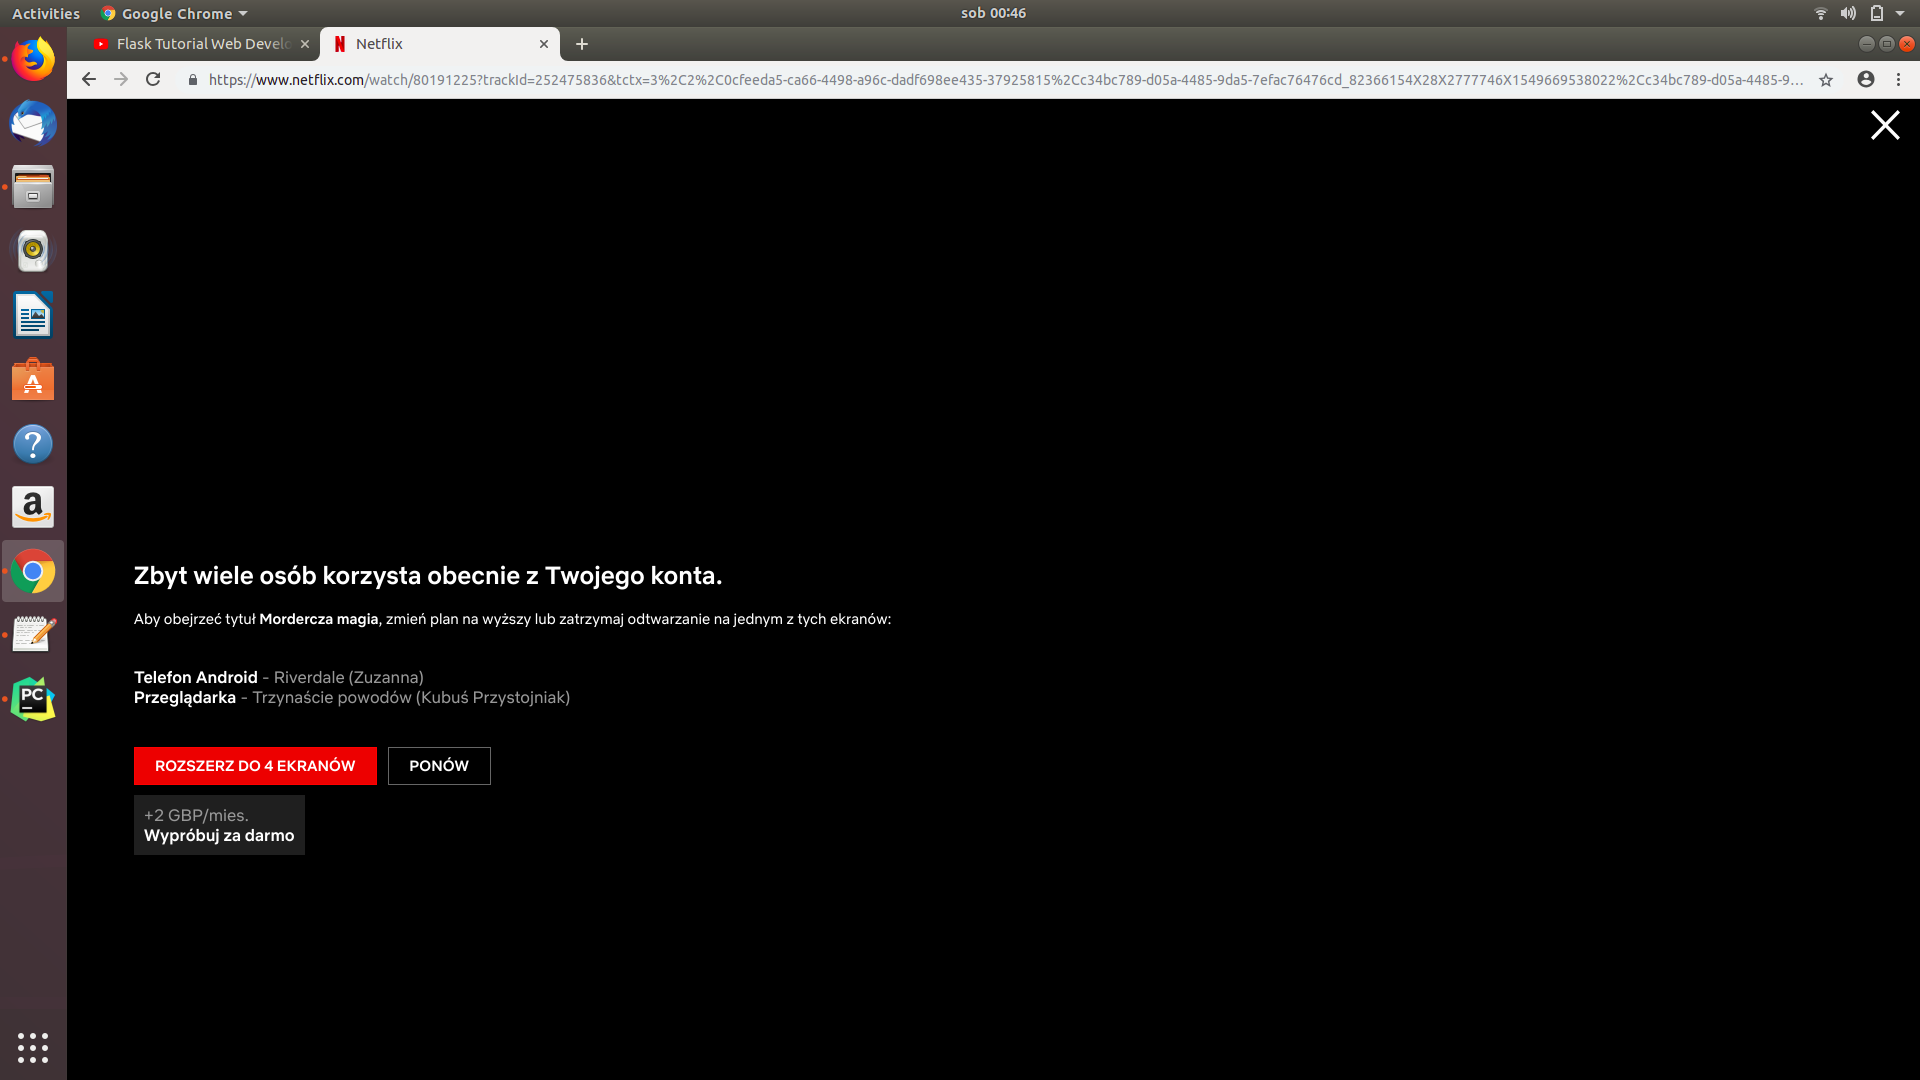 Activities
Google Chrome
sob 00:46
Flask Tutorial Web Develo
Netflix
https://www.netflix.com/watch/80191225?trackId=252475836&tctx=3%2C2%2C0cfeeda5-ca66-4498-a96c-dadf698ee435-37925815%2Cc34bc789-d05a-4485-9da5-7efac76476cd_82366154X28X2777746X1549669538022%2Cc34bc789-d05a-4485-9...
Zbyt wiele osób korzysta obecnie z Twojego konta.
Aby obejrzeć tytuł Mordercza magia, zmień plan na wyższy lub zatrzymaj odtwarzanie na jednym z tych ekranów:
Telefon Android - Riverdale (Zuzanna)
Przeglądarka - Trzynaście powodów (Kubuś Przystojniak)
ROZSZERZ DO 4 EKRANÓW
PONÓW
+2 GBP/mies.
Wypróbuj za darmo
PC